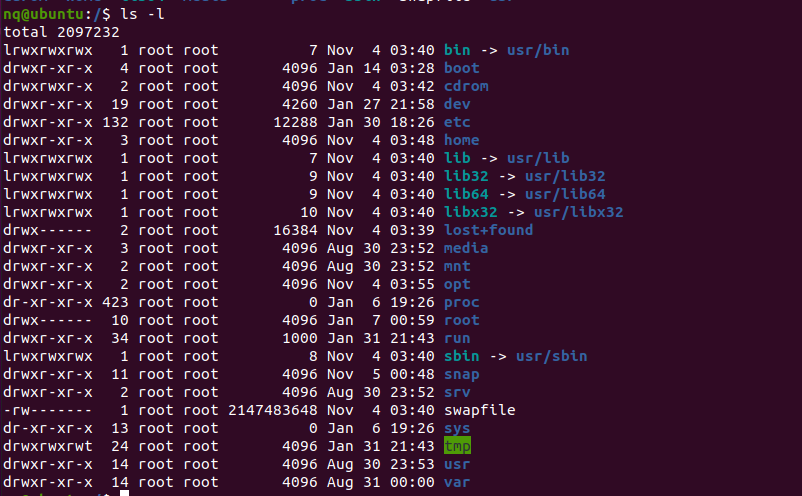 nq@ubuntu:/$ ls -l
total 2097232
lrwxrwxrwx   1 root root          7 Nov  4 03:40 bin -> usr/bin
drwxr-xr-x   4 root root       4096 Jan 14 03:28 boot
drwxrwxr-x   2 root root       4096 Nov  4 03:42 cdrom
drwxr-xr-x  19 root root       4260 Jan 27 21:58 dev
drwxr-xr-x 132 root root      12288 Jan 30 18:26 etc
drwxr-xr-x   3 root root       4096 Nov  4 03:48 home
lrwxrwxrwx   1 root root          7 Nov  4 03:40 lib -> usr/lib
lrwxrwxrwx   1 root root          9 Nov  4 03:40 lib32 -> usr/lib32
lrwxrwxrwx   1 root root          9 Nov  4 03:40 lib64 -> usr/lib64
lrwxrwxrwx   1 root root         10 Nov  4 03:40 libx32 -> usr/libx32
drwx------   2 root root      16384 Nov  4 03:39 lost+found
drwxr-xr-x   3 root root       4096 Aug 30 23:52 media
drwxr-xr-x   2 root root       4096 Aug 30 23:52 mnt
drwxr-xr-x   2 root root       4096 Nov  4 03:55 opt
dr-xr-xr-x 423 root root          0 Jan  6 19:26 proc
drwx------  10 root root       4096 Jan  7 00:59 root
drwxr-xr-x  34 root root       1000 Jan 31 21:43 run
lrwxrwxrwx   1 root root          8 Nov  4 03:40 sbin -> usr/sbin
drwxr-xr-x  11 root root       4096 Nov  5 00:48 snap
drwxr-xr-x   2 root root       4096 Aug 30 23:52 srv
-rw-------   1 root root 2147483648 Nov  4 03:40 swapfile
dr-xr-xr-x  13 root root          0 Jan  6 19:26 sys
drwxrwxrwt  24 root root       4096 Jan 31 21:43 tmp
drwxr-xr-x  14 root root       4096 Aug 30 23:53 usr
drwxr-xr-x  14 root root       4096 Aug 31 00:00 var